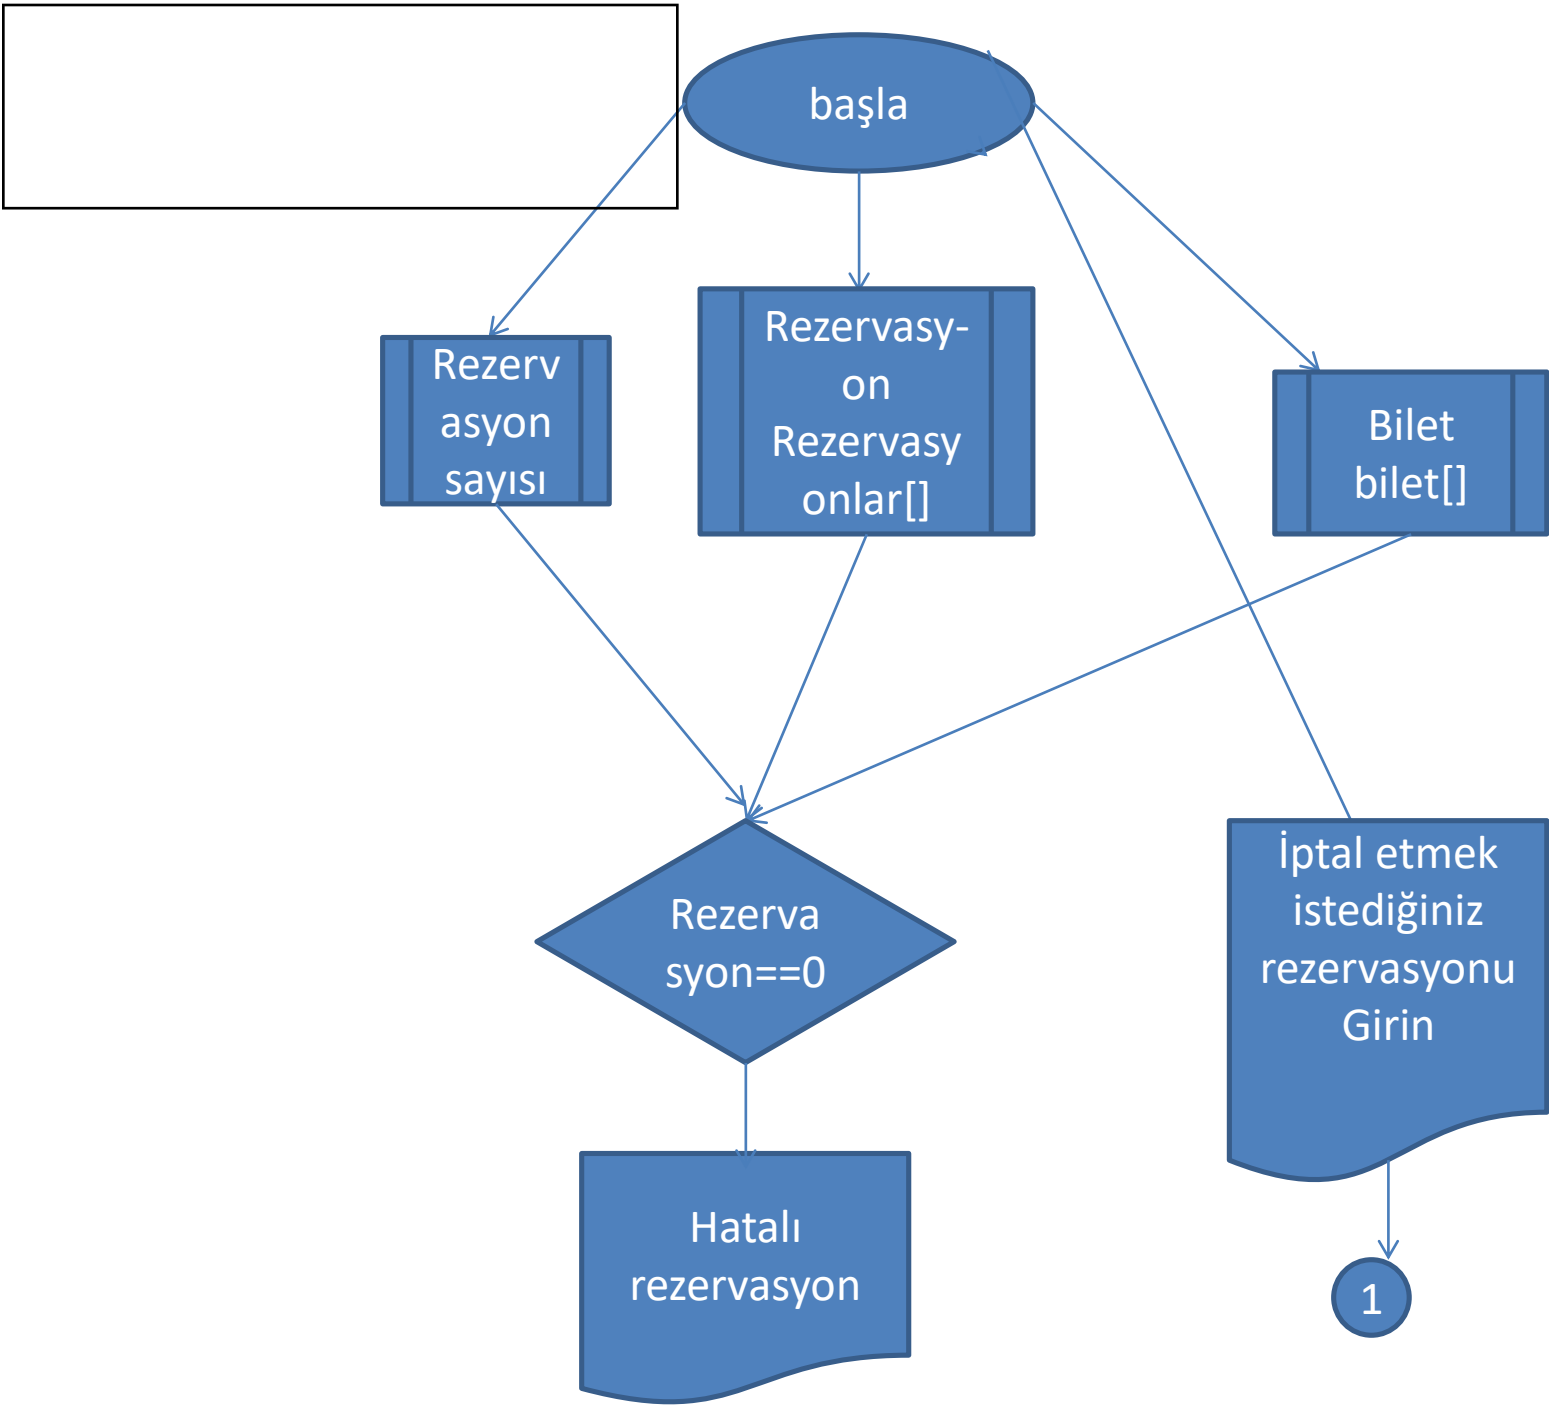 başla
Rezerv
asyon
sayısı
Rezervasy-
on
Rezervasy
onlar[]
Bilet
bilet[]
Rezerva
syon==0
İptal etmek
istediğiniz
rezervasyonu
Girin
Hatalı
rezervasyon
1